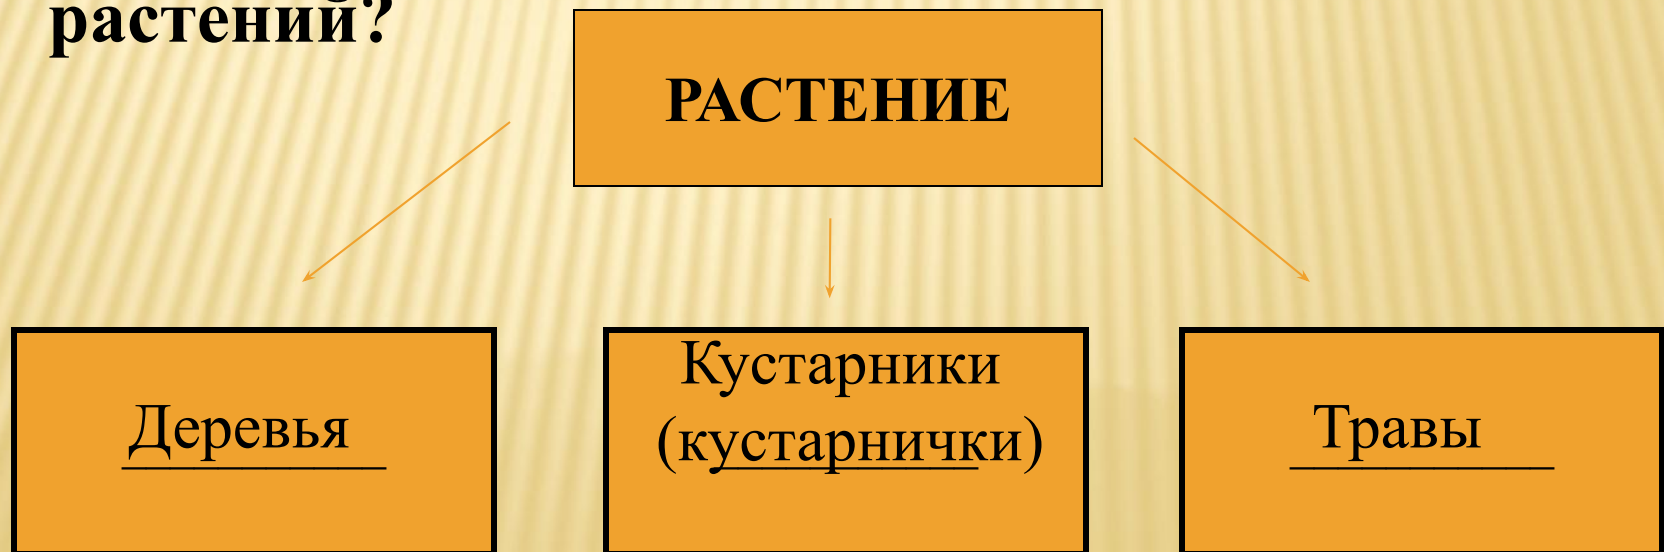 растений?
РАСТЕНИЕ
Деревья
Кустарники
(кустарнички)
Травы